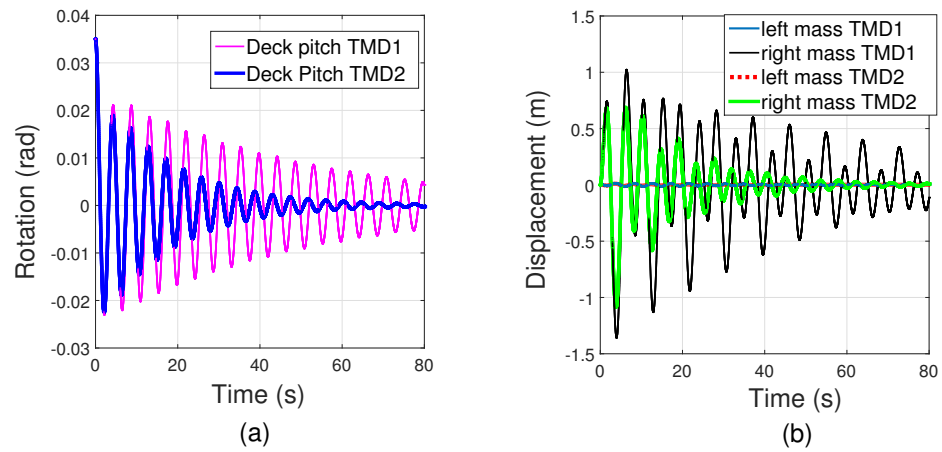 0.04
0.03
0.02
0.01
0
-0.01
-0.02
-0.03
0
20
40
60
80
Rotation (rad)
Time (s)
Deck pitch TMD1
Deck Pitch TMD2
(a)
1.5
1
0.5
0
-0.5
-1
-1.5
0
20
40
60
80
Displacement (m)
Time (s)
left mass TMD1
right mass TMD1
left mass TMD2
right mass TMD2
(b)